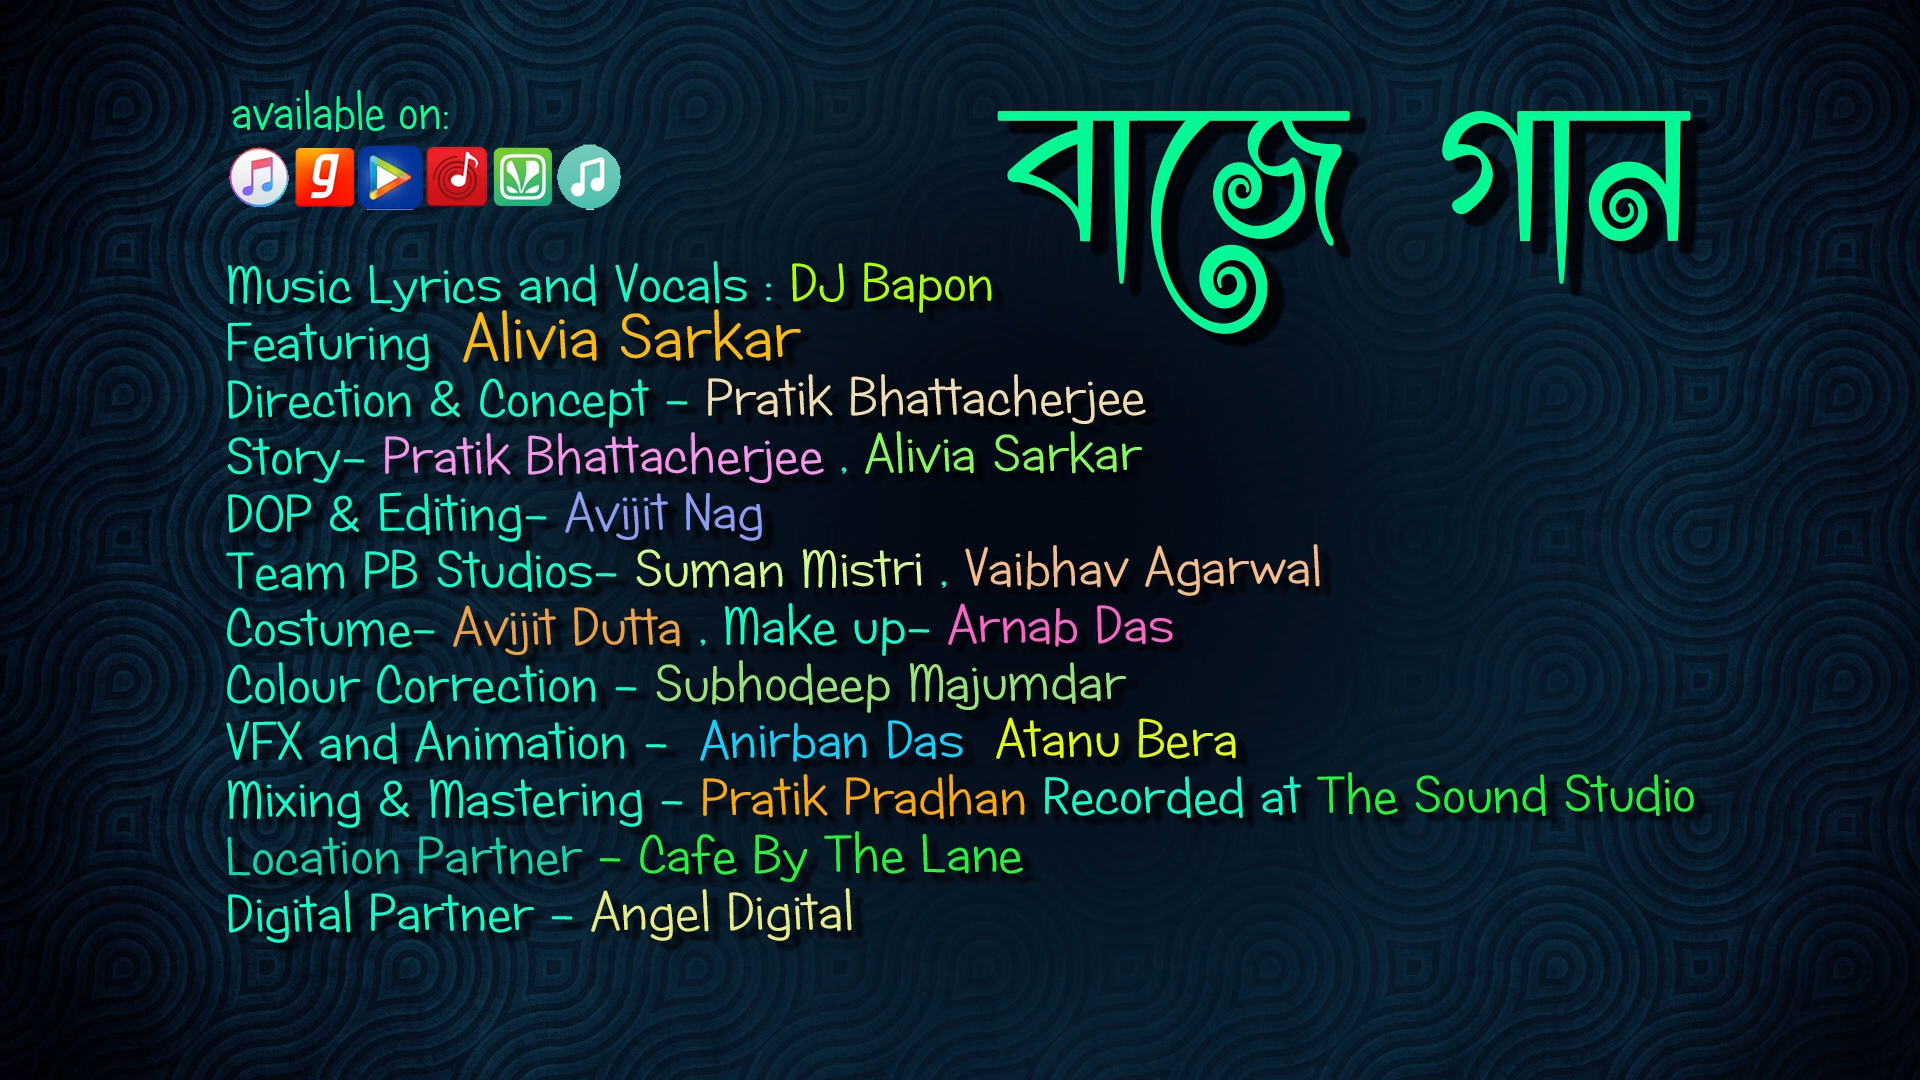 available on:
বাজে গান
Music Lyrics and Vocals : DJ Bapon
Featuring Alivia Sarkar
Direction & Concept - Pratik Bhattacherjee
Story- Pratik Bhattacherjee , Alivia Sarkar
DOP & Editing- Avijit Nag
Team PB Studios- Suman Mistri , Vaibhav Agarwal
Costume- Avijit Dutta , Make up- Arnab Das
Colour Correction - Subhodeep Majumdar
VFX and Animation - Anirban Das Atanu Bera
Mixing & Mastering - Pratik Pradhan Recorded at The Sound Studio
Location Partner - Cafe By The Lane
Digital Partner - Angel Digital